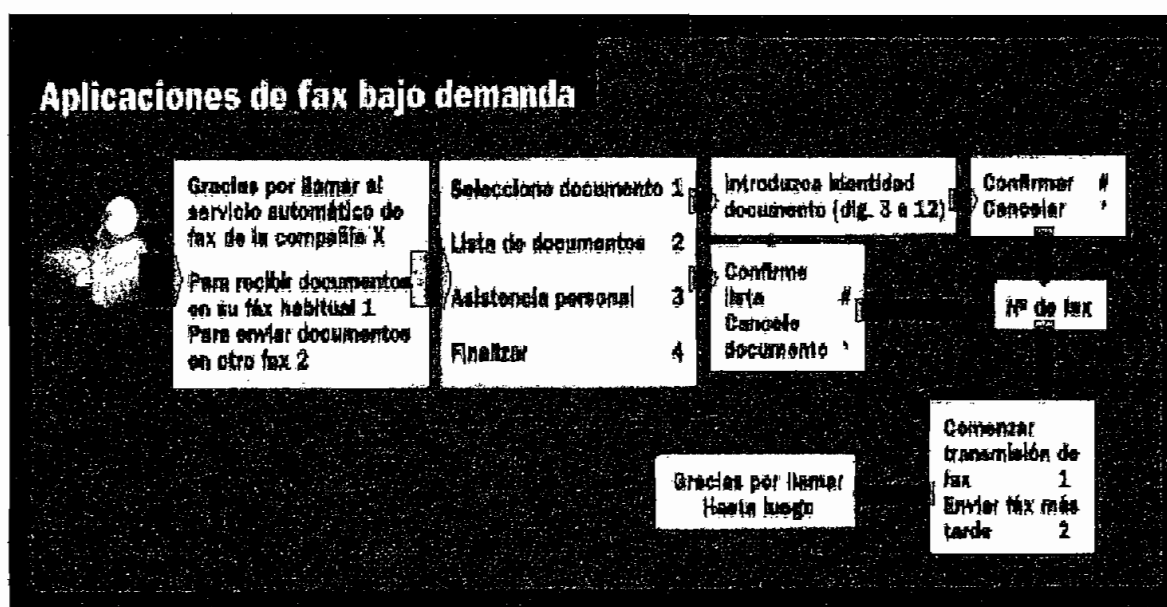 Aplicaciones de fax bajo demanda
Gracias por llamar al
servicio automático de
fax de la compañía X
Para recibir documentos
en su fax habitual 1
Para enviar documentos
en otro fax 2
Seleccione documento 1
Lista de documentos 2
Asistencia personal 3
Finalizar 4
Introduzca identidad
documento (dig. 3 a 12)
Confirmar #
Cancelar *
Confirme
lista #
Cancele
documento *
Nº de fax
Comenzar
transmisión de
fax 1
Enviar fax más
tarde 2
Gracias por llamar
Hasta luego